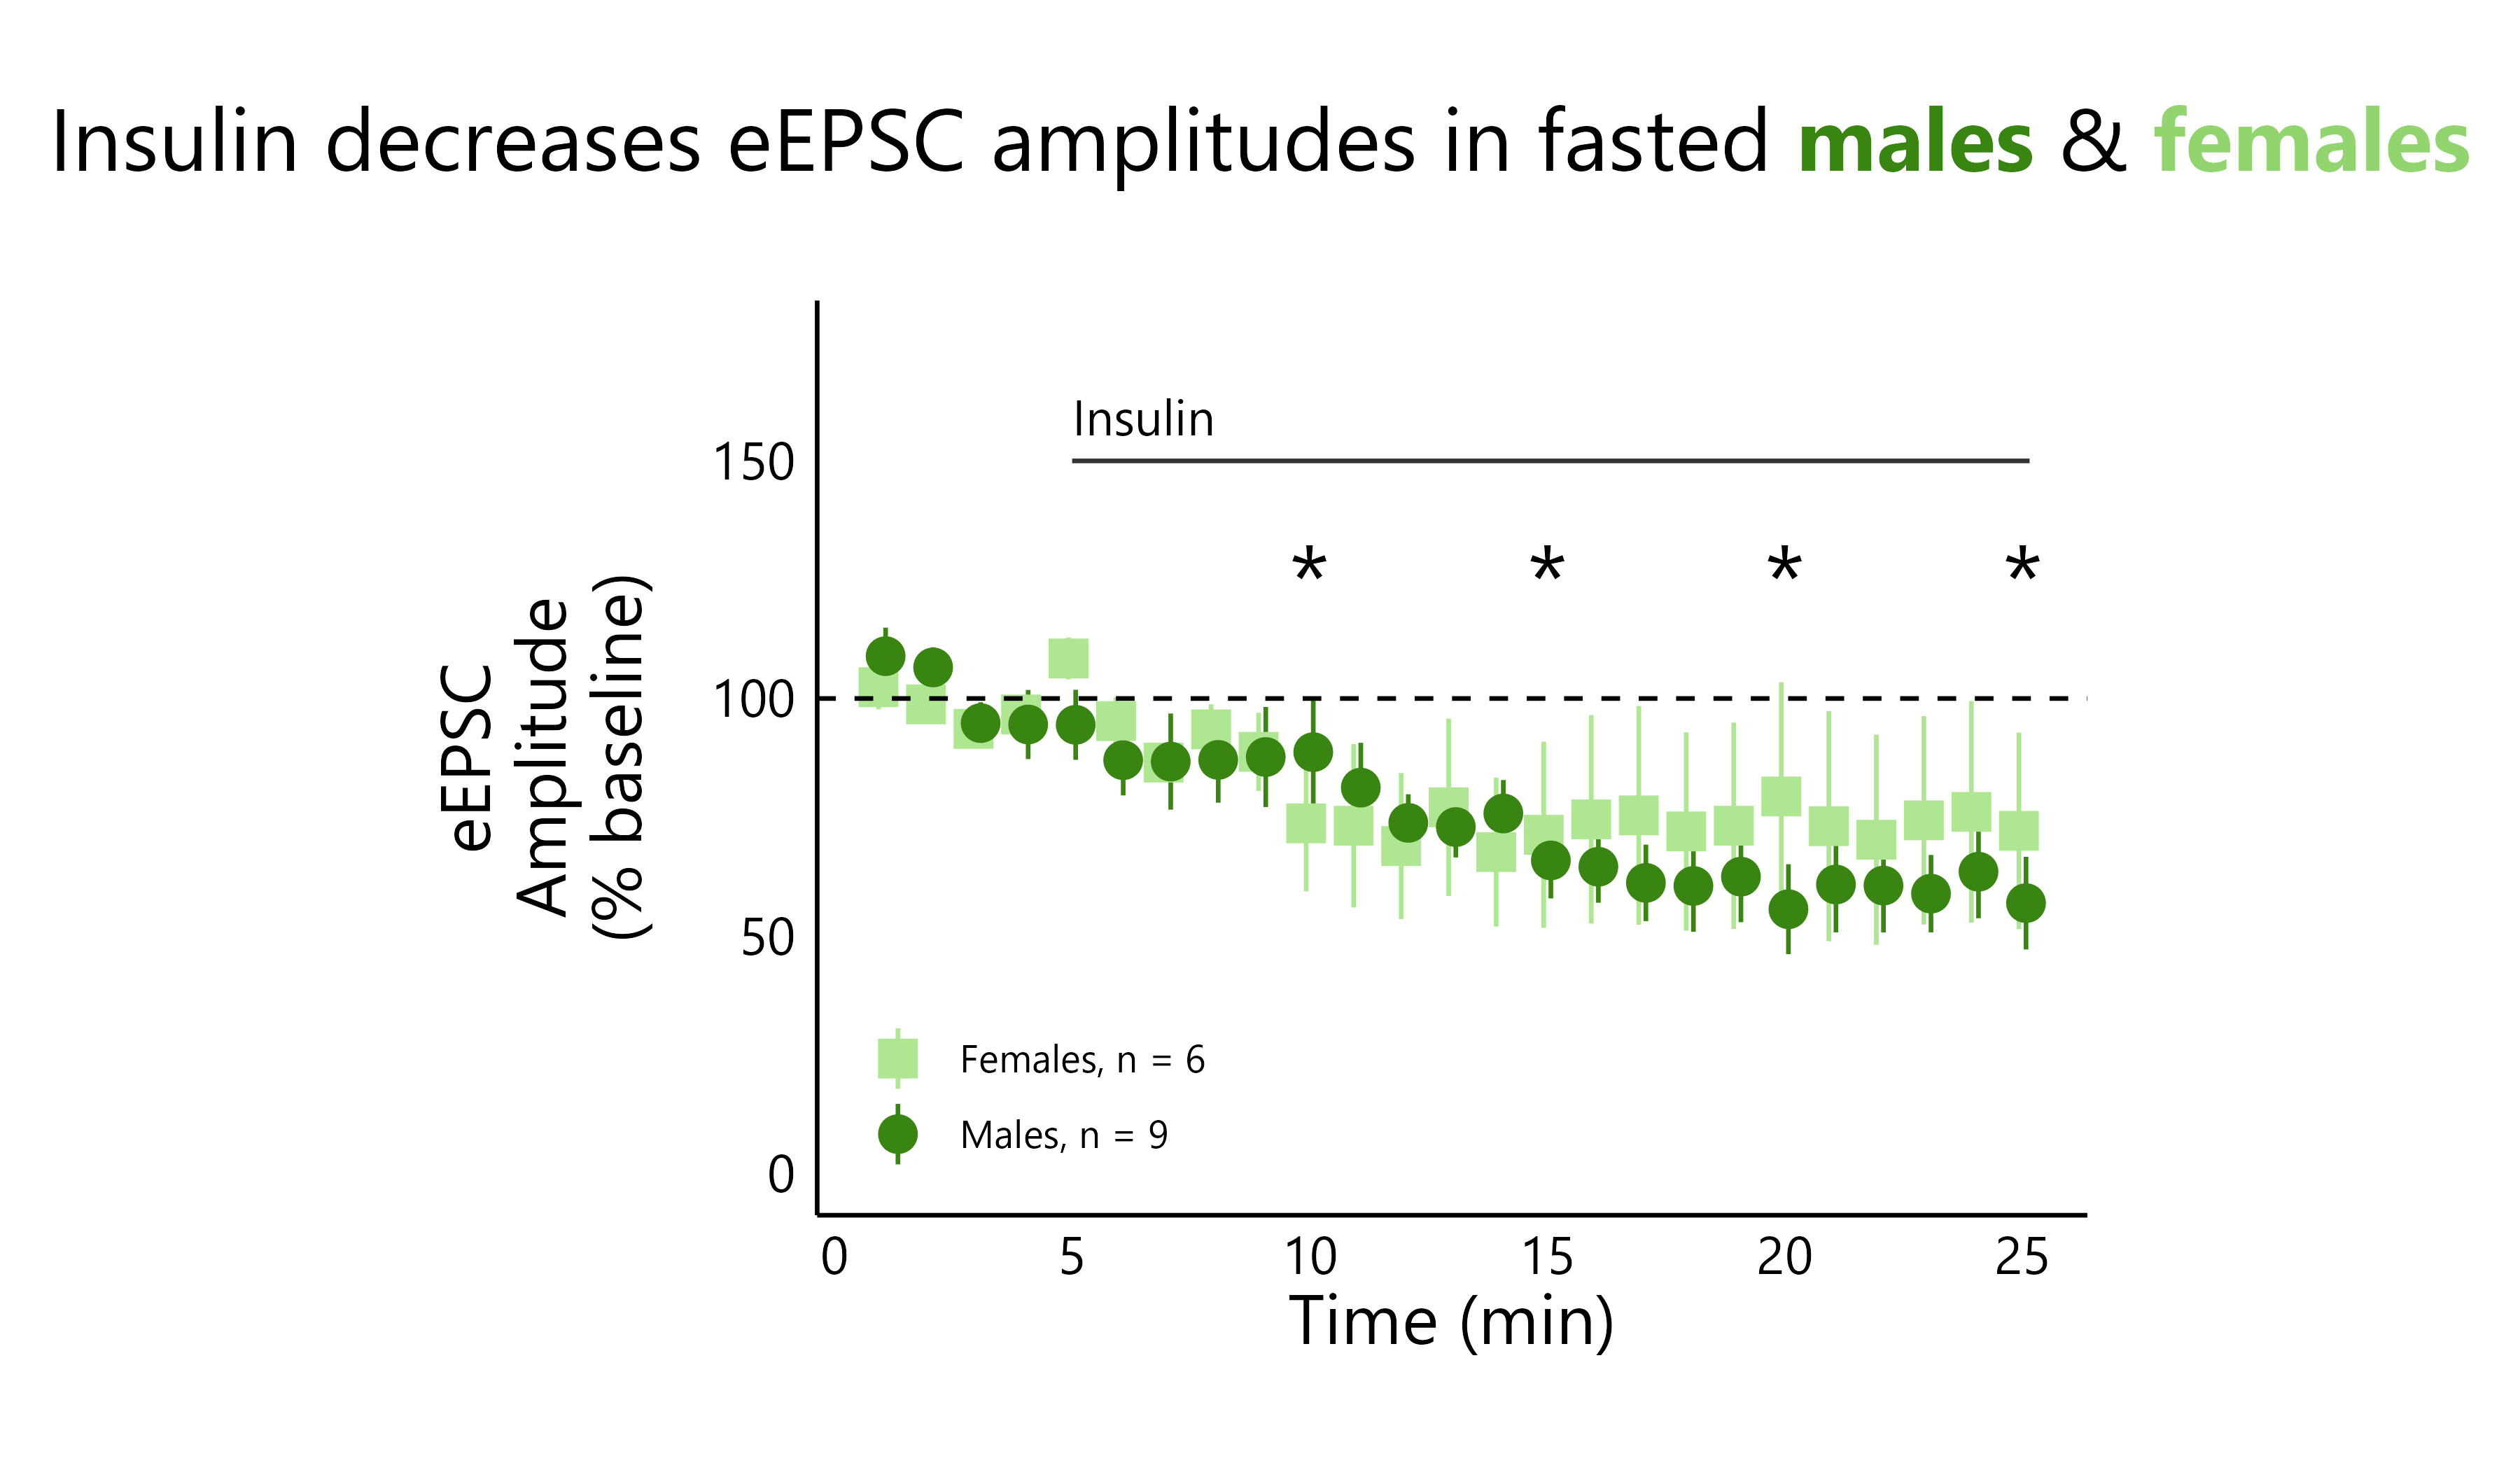 Insulin decreases eEPSC amplitudes in fasted males & females
Insulin
150
* * * *
100
50
0
eEPSC
Amplitude
(% baseline)
Females, n = 6
Males, n = 9
0 5 10 15 20 25
Time (min)